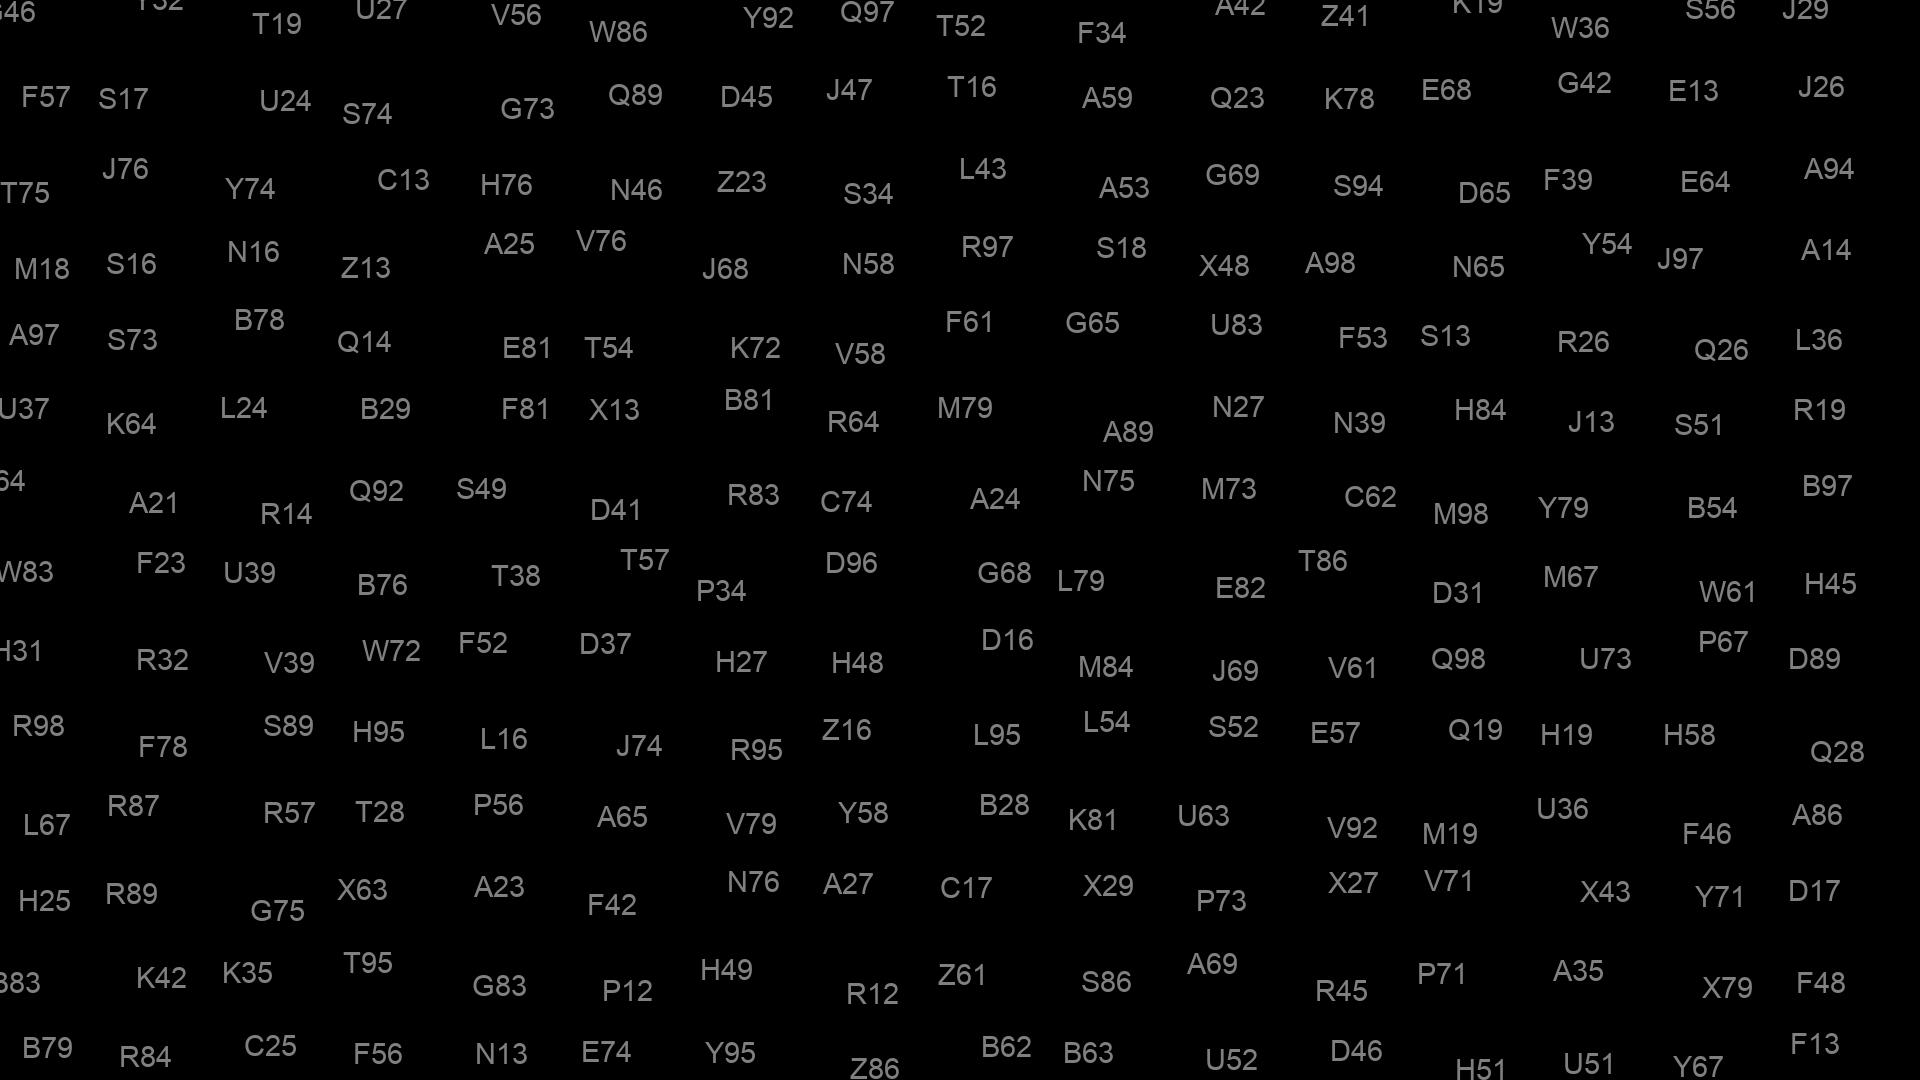 T19 U27 V56 W86 Y92 Q97 T52 F34 A42 Z41 K19 W36 S56 J29
F57 S17 U24 S74 G73 Q89 D45 J47 T16 A59 Q23 K78 E68 G42 E13 J26
T75 J76 Y74 C13 H76 N46 Z23 S34 L43 A53 G69 S94 D65 F39 E64 A94
M18 S16 N16 Z13 A25 V76 J68 N58 R97 S18 X48 A98 N65 Y54 J97 A14
A97 S73 B78 Q14 E81 T54 K72 V58 F61 G65 U83 F53 S13 R26 Q26 L36
U37 K64 L24 B29 F81 X13 B81 R64 M79 A89 N27 N39 H84 J13 S51 R19
A21 R14 Q92 S49 D41 R83 C74 A24 N75 M73 C62 M98 Y79 B54 B97
W83 F23 U39 B76 T38 T57 P34 D96 G68 L79 E82 T86 D31 M67 W61 H45
H31 R32 V39 W72 F52 D37 H27 H48 D16 M84 J69 V61 Q98 U73 P67 D89
R98 F78 S89 H95 L16 J74 R95 Z16 L95 L54 S52 E57 Q19 H19 H58 Q28
L67 R87 R57 T28 P56 A65 V79 Y58 B28 K81 U63 V92 M19 U36 F46 A86
H25 R89 G75 X63 A23 F42 N76 A27 C17 X29 P73 X27 V71 X43 Y71 D17
B83 K42 K35 T95 G83 P12 H49 R12 Z61 S86 A69 R45 P71 A35 X79 F48
B79 R84 C25 F56 N13 E74 Y95 Z86 B62 B63 U52 D46 H51 U51 Y67 F13